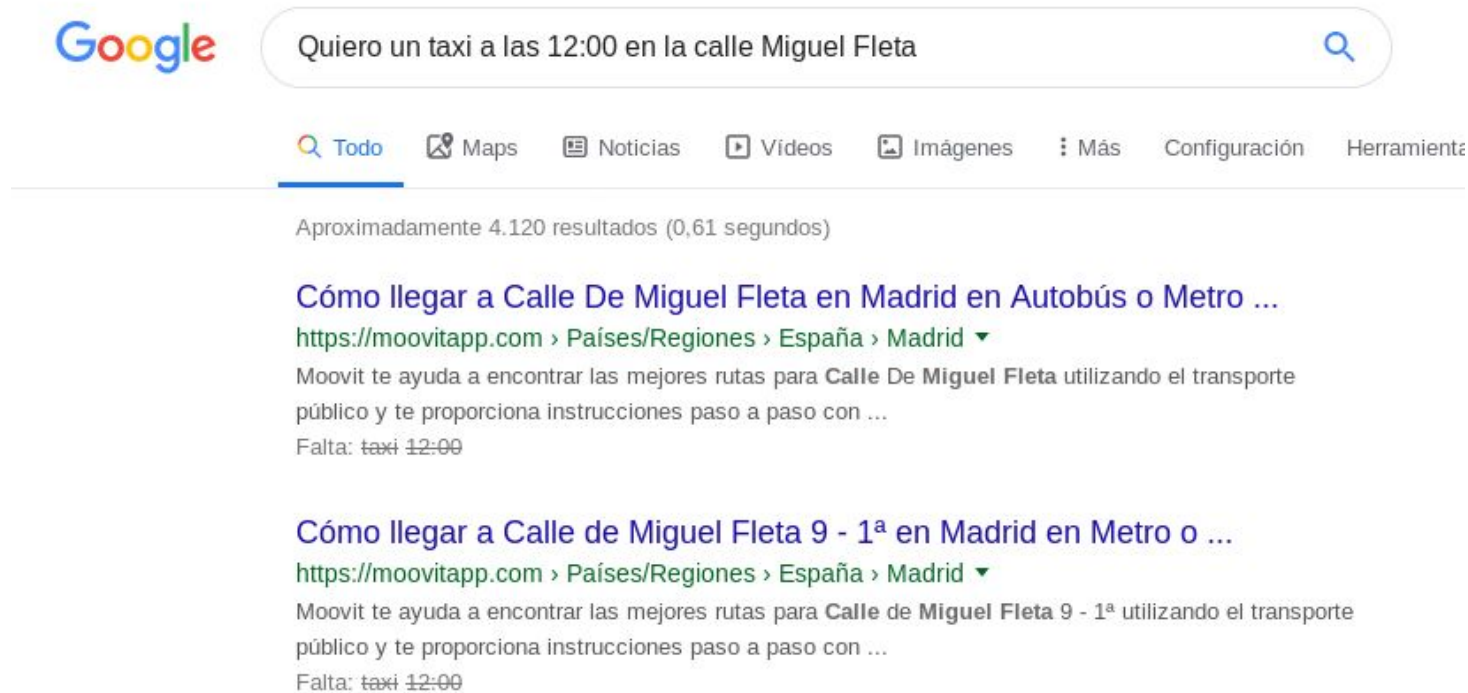 Google
Quiero un taxi a las 12:00 en la calle Miguel Fleta
Todo Maps Noticias Vídeos Imágenes Más Configuración Herramienta
Aproximadamente 4.120 resultados (0,61 segundos)
Cómo llegar a Calle De Miguel Fleta en Madrid en Autobús o Metro ...
https://moovitapp.com › Países/Regiones › España › Madrid
Moovit te ayuda a encontrar las mejores rutas para Calle De Miguel Fleta utilizando el transporte
público y te proporciona instrucciones paso a paso con ...
Falta: taxi 12:00
Cómo llegar a Calle de Miguel Fleta 9 - 1ª en Madrid en Metro o ...
https://moovitapp.com › Países/Regiones › España › Madrid
Moovit te ayuda a encontrar las mejores rutas para Calle de Miguel Fleta 9 - 1ª utilizando el transporte
público y te proporciona instrucciones paso a paso con ...
Falta: taxi 12:00